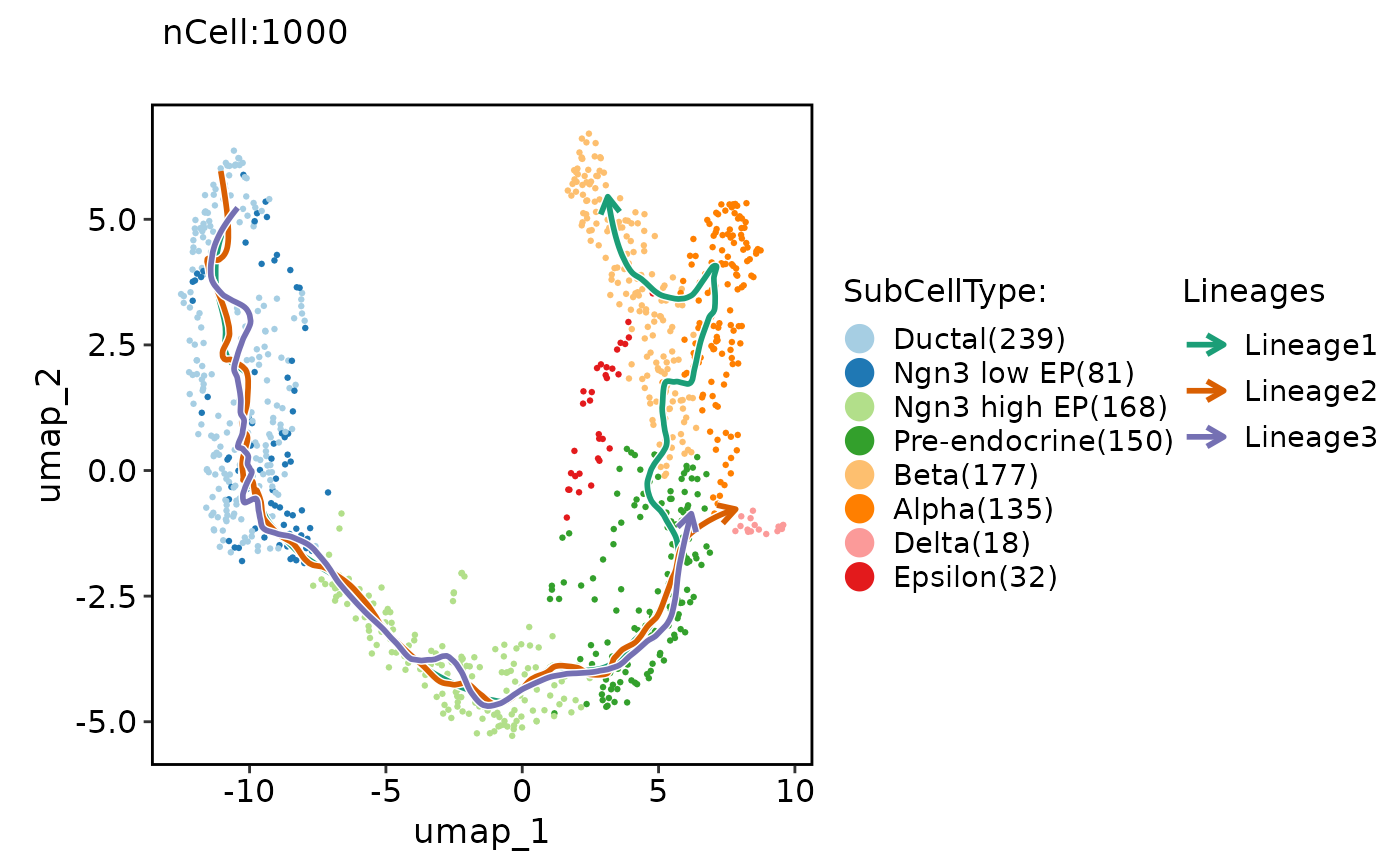 nCell:1000
umap_2
5.0
2.5
0.0
-2.5
-5.0
-10
-5
0
5
10
umap_1
SubCellType:
Ductal(239)
Ngn3 low EP(81)
Ngn3 high EP(168)
Pre-endocrine(150)
Beta(177)
Alpha(135)
Delta(18)
Epsilon(32)
Lineages
Lineage1
Lineage2
Lineage3